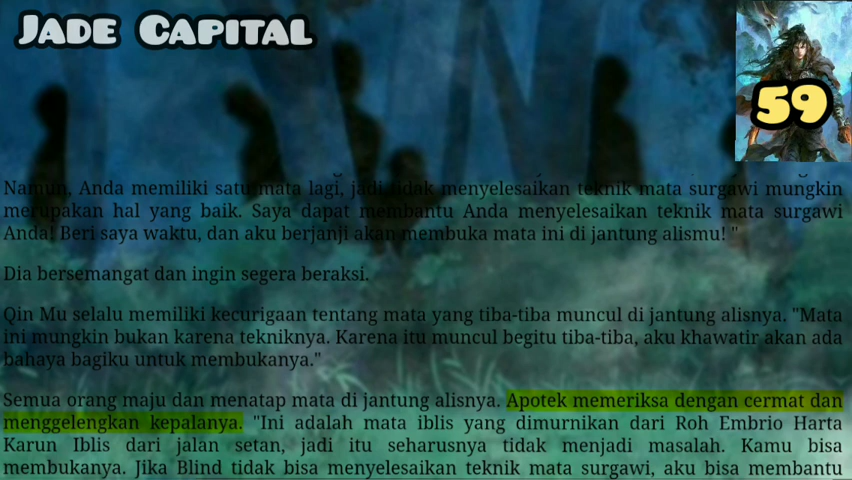 JADE CAPITAL
59
Namun, Anda memiliki satu mata lagi, jadi tidak menyelesaikan teknik mata surgawi mungkin
merupakan hal yang baik. Saya dapat membantu Anda menyelesaikan teknik mata surgawi
Anda! Beri saya waktu, dan aku berjanji akan membuka mata ini di jantung alismu! "
Dia bersemangat dan ingin segera beraksi.
Qin Mu selalu memiliki kecurigaan tentang mata yang tiba-tiba muncul di jantung alisnya. "Mata
ini mungkin bukan karena tekniknya. Karena itu muncul begitu tiba-tiba, aku khawatir akan ada
bahaya bagiku untuk membukanya."
Semua orang maju dan menatap mata di jantung alisnya. Apotek memeriksa dengan cermat dan
menggelengkan kepalanya. "Ini adalah mata iblis yang dimurnikan dari Roh Embrio Harta
Karun Iblis dari jalan setan, jadi itu seharusnya tidak menjadi masalah. Kamu bisa
membukanya. Jika Blind tidak bisa menyelesaikan teknik mata surgawi, aku bisa membantu